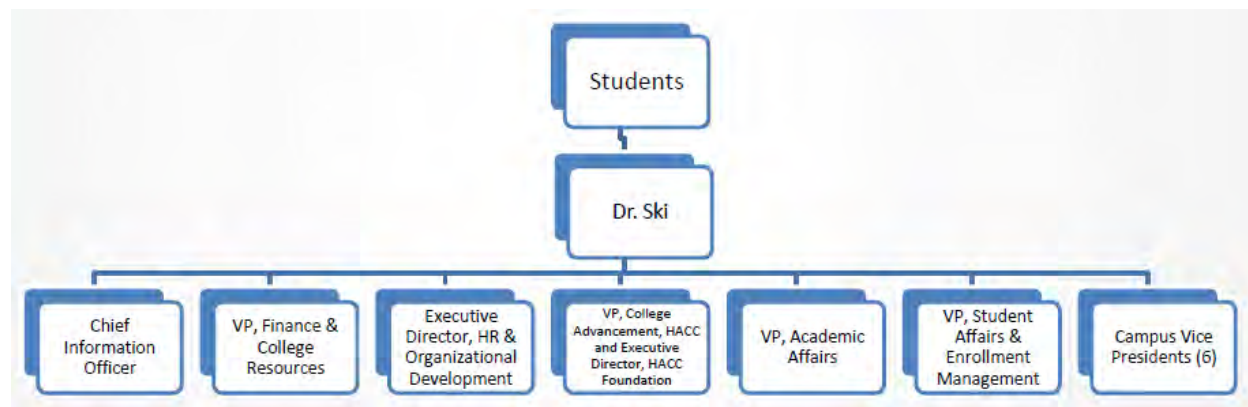 Students
Dr. Ski
Chief
Information
Officer
VP, Finance &
College
Resources
Executive
Director, HR &
Organizational
Development
VP, College
Advancement, HACC
and Executive
Director, HACC
Foundation
VP, Academic
Affairs
VP, Student
Affairs &
Enrollment
Management
Campus Vice
Presidents (6)